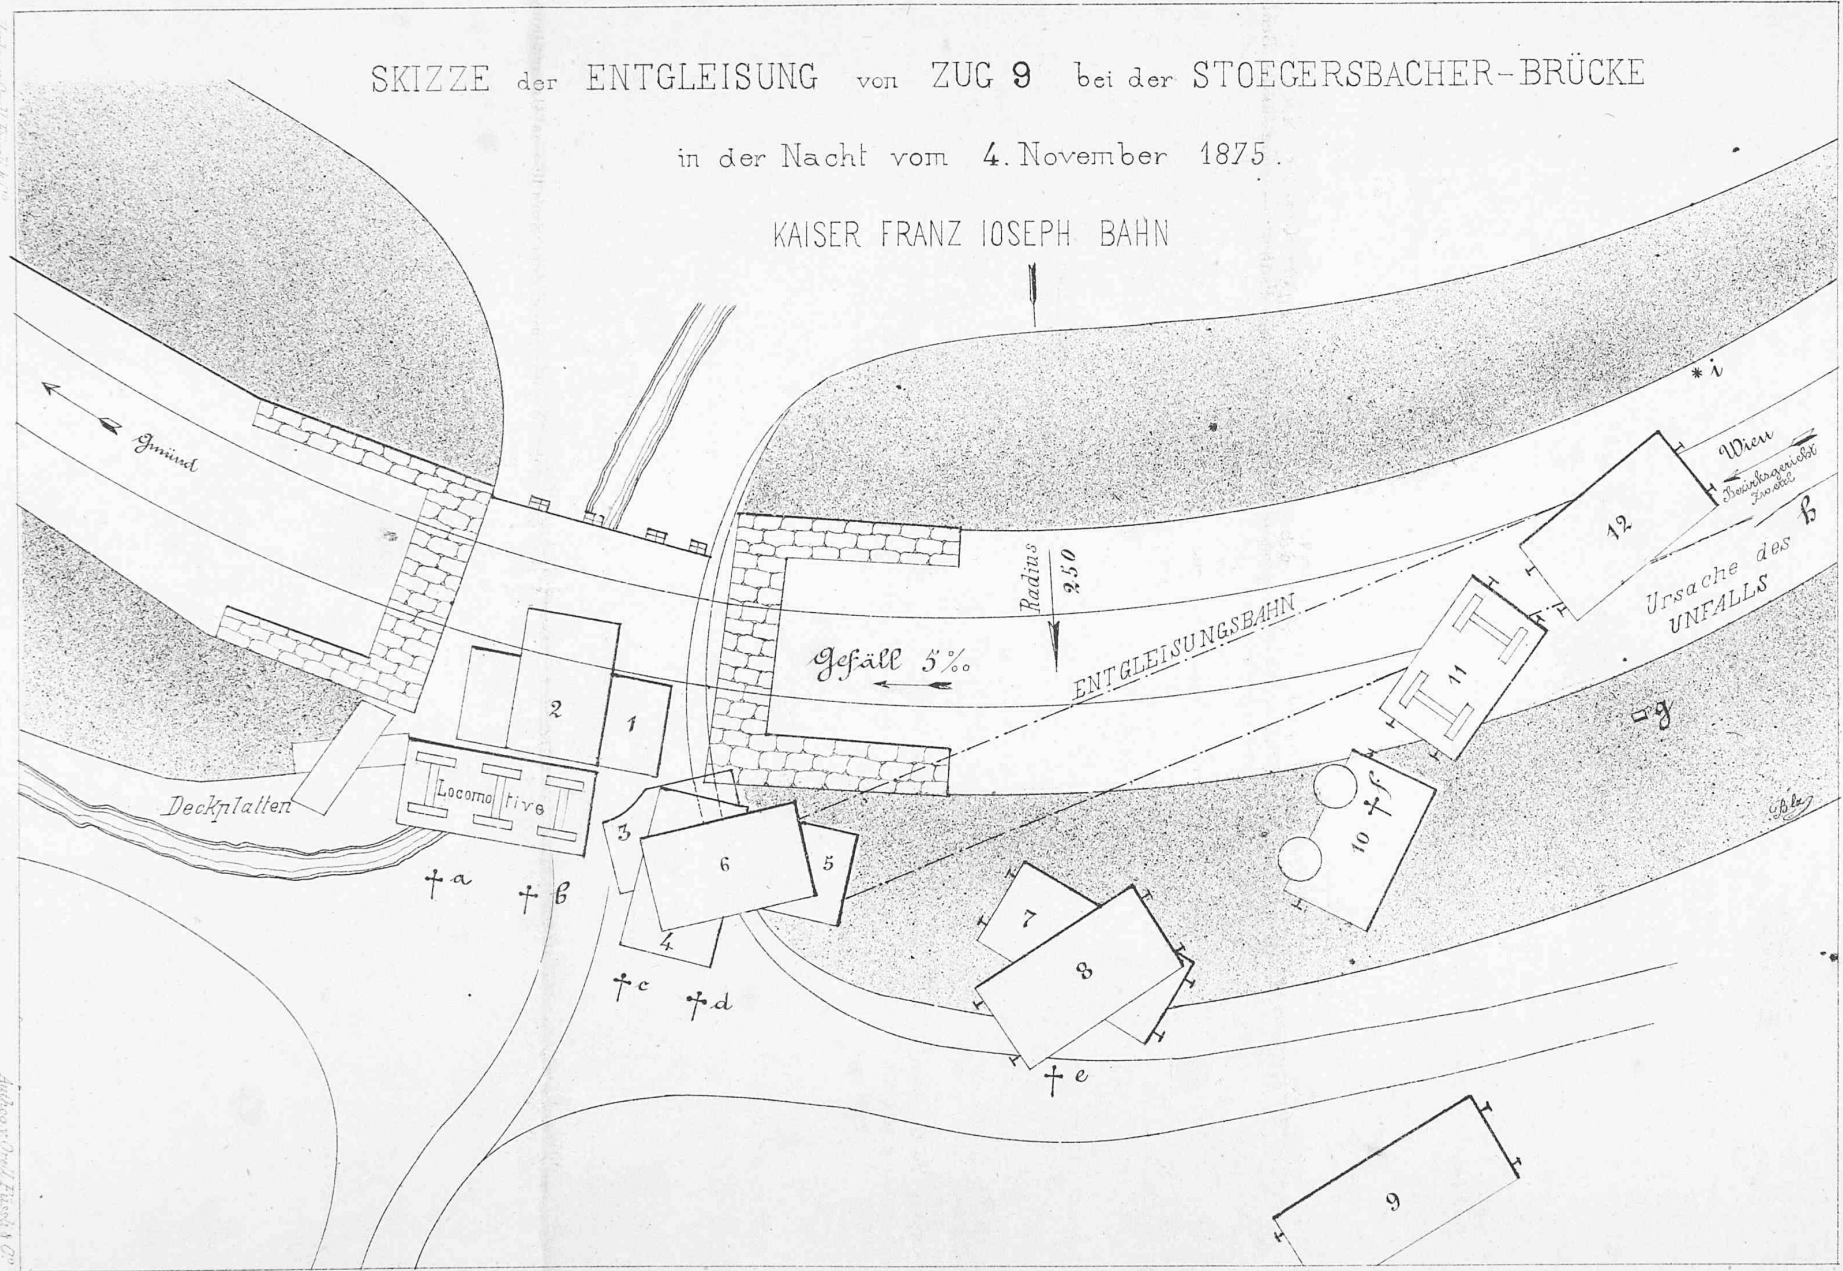 SKIZZE der ENTGLEISUNG von ZUG 9 bei der STOEGERSBACHER-BRÜCKE
in der Nacht vom 4. November 1875.
KAISER FRANZ IOSEPH BAHN
* i
Gmünd
Wien
Bezirksgericht
Zwettl
h
12
Radius
250
ENTGLEISUNGSBAHN
Ursache des
UNFALLS
Gefäll 5‰
11
g
2
1
Deckplatten
Locomotive
3
6
5
4
10
† f
† a
† b
† c
† d
7
8
† e
9